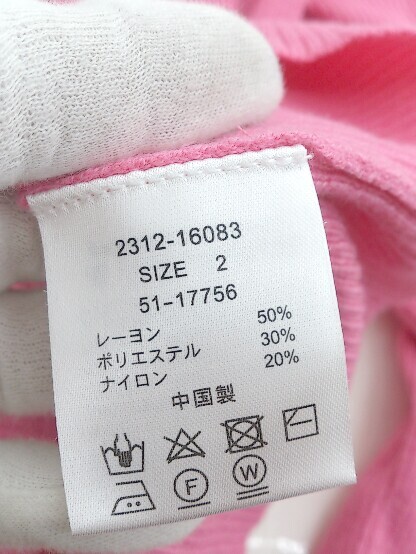 2312-16083
SIZE 2
51-17756
レーヨン 50%
ポリエステル 30%
ナイロン 20%
中国製
F W